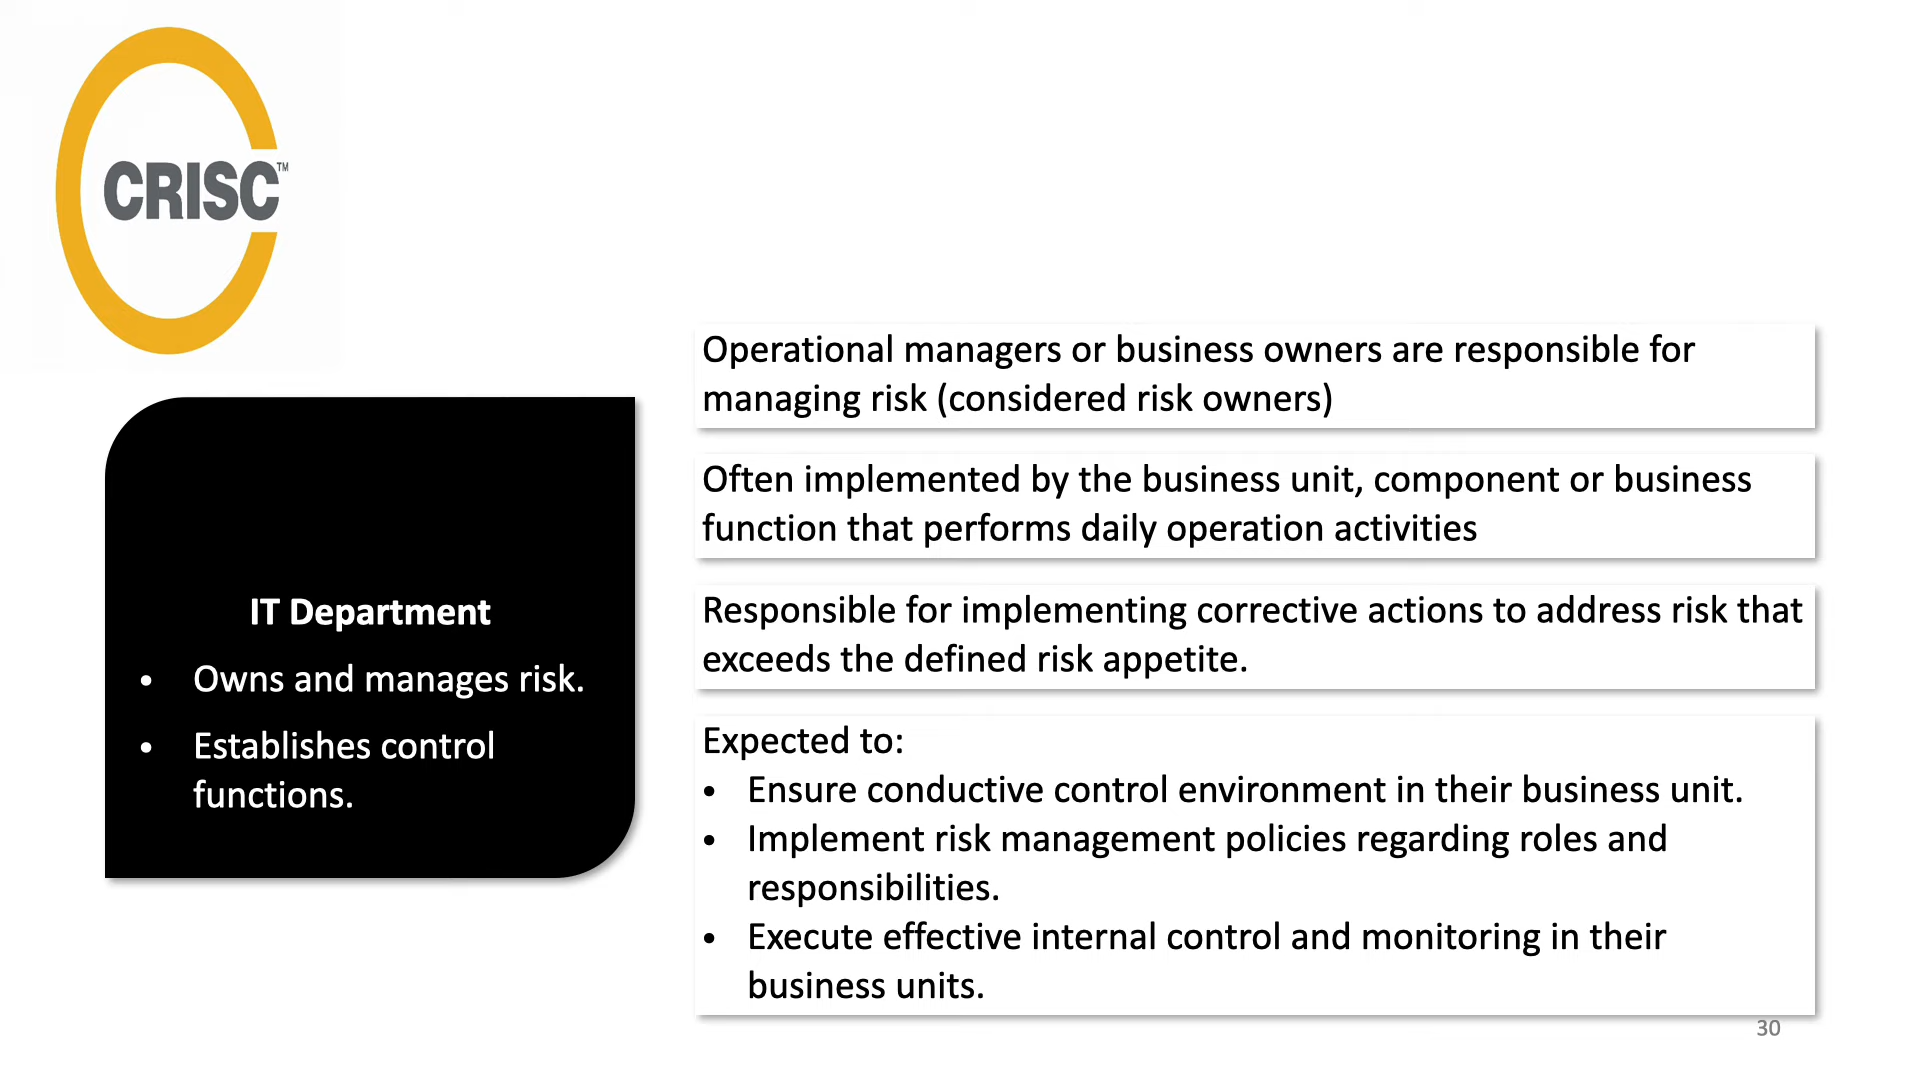 CRISC™
IT Department
• Owns and manages risk.
• Establishes control
functions.
Operational managers or business owners are responsible for
managing risk (considered risk owners)
Often implemented by the business unit, component or business
function that performs daily operation activities
Responsible for implementing corrective actions to address risk that
exceeds the defined risk appetite.
Expected to:
• Ensure conductive control environment in their business unit.
• Implement risk management policies regarding roles and
responsibilities.
• Execute effective internal control and monitoring in their
business units.
30